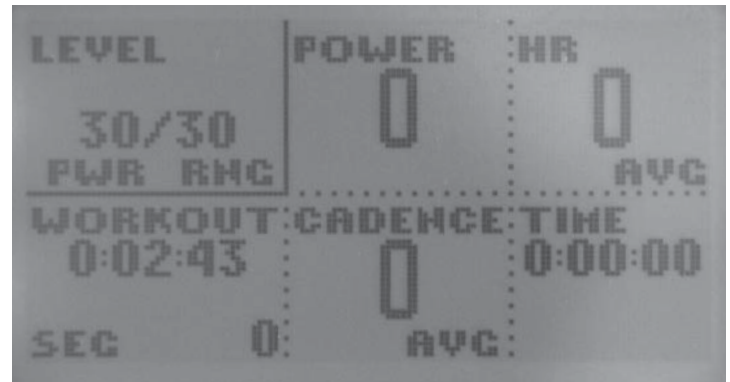 LEVEL
30/30
PWR RNG
POWER
0
HR
0
AVG
WORKOUT
0:02:43
SEG 0
CADENCE
0
AVG
TIME
0:00:00